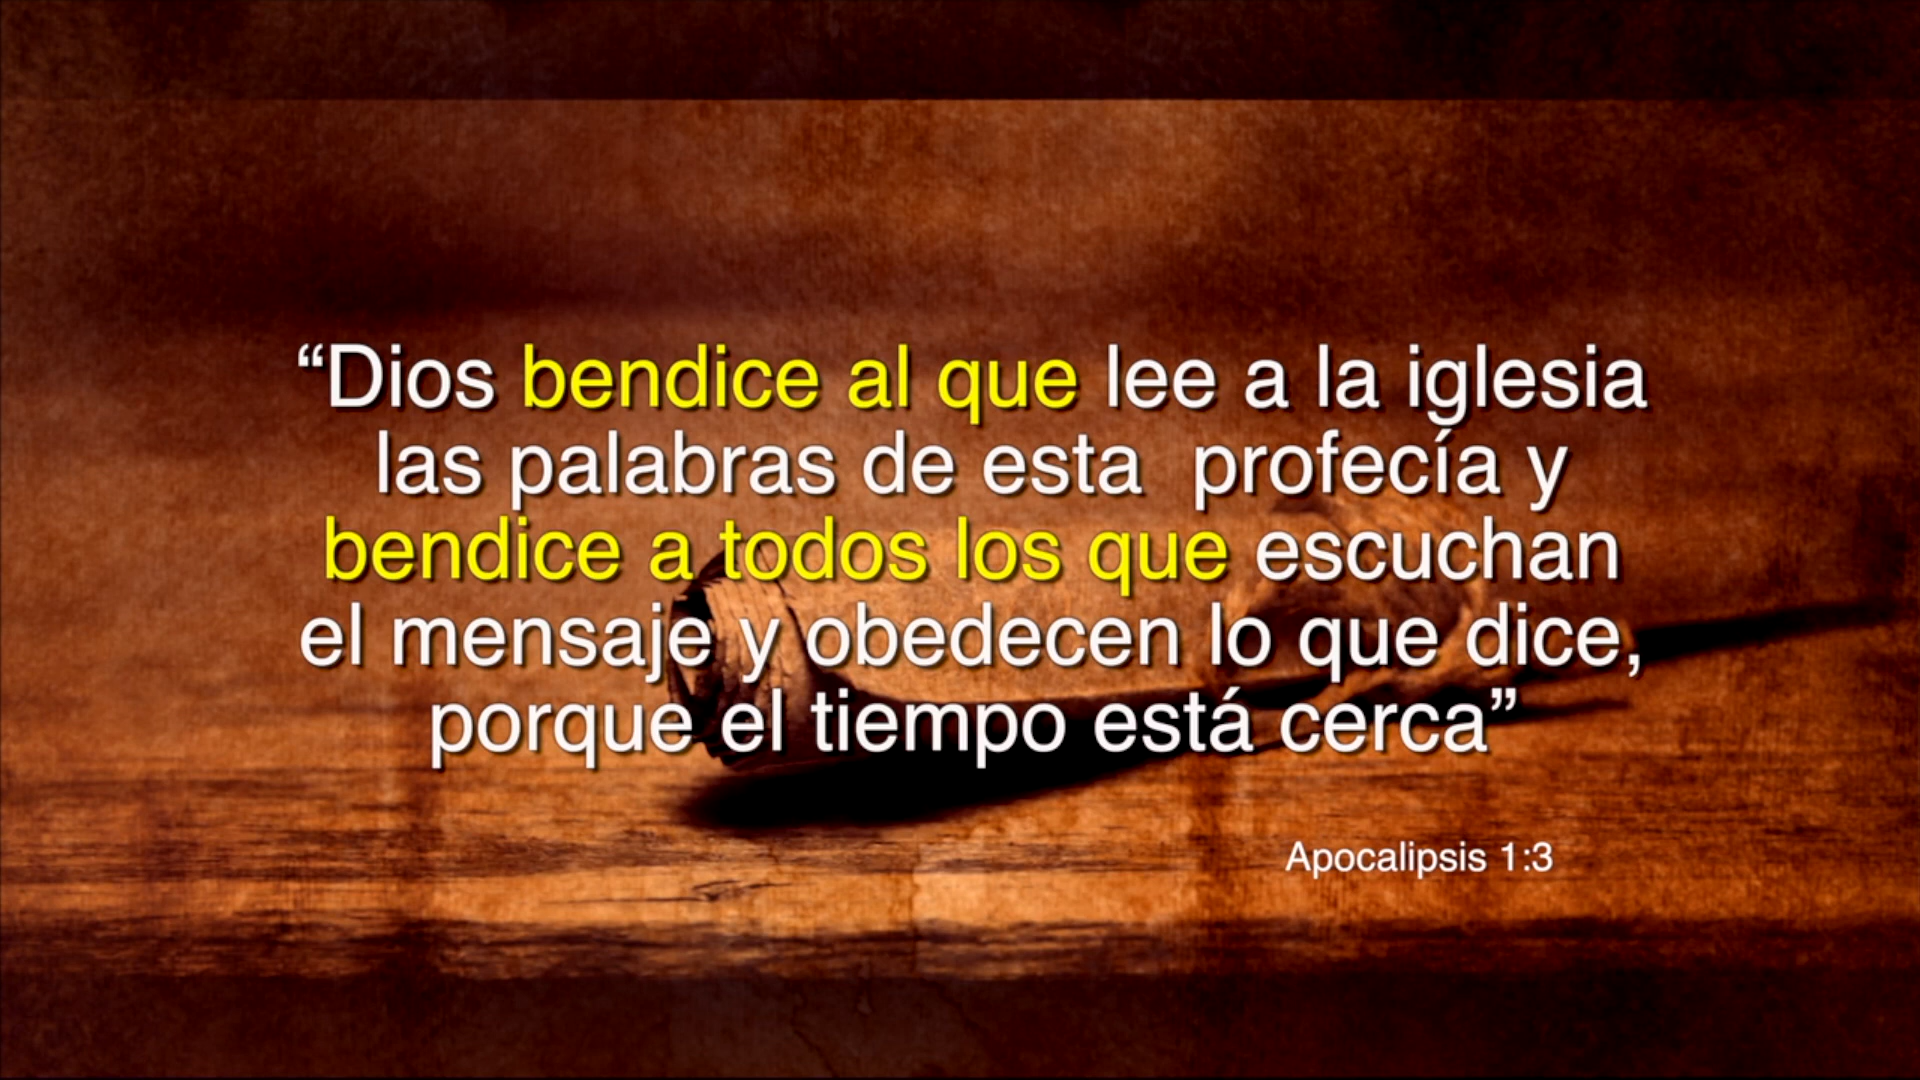 “Dios bendice al que lee a la iglesia
las palabras de esta  profecía y
bendice a todos los que escuchan
el mensaje y obedecen lo que dice,
porque el tiempo está cerca”
Apocalipsis 1:3